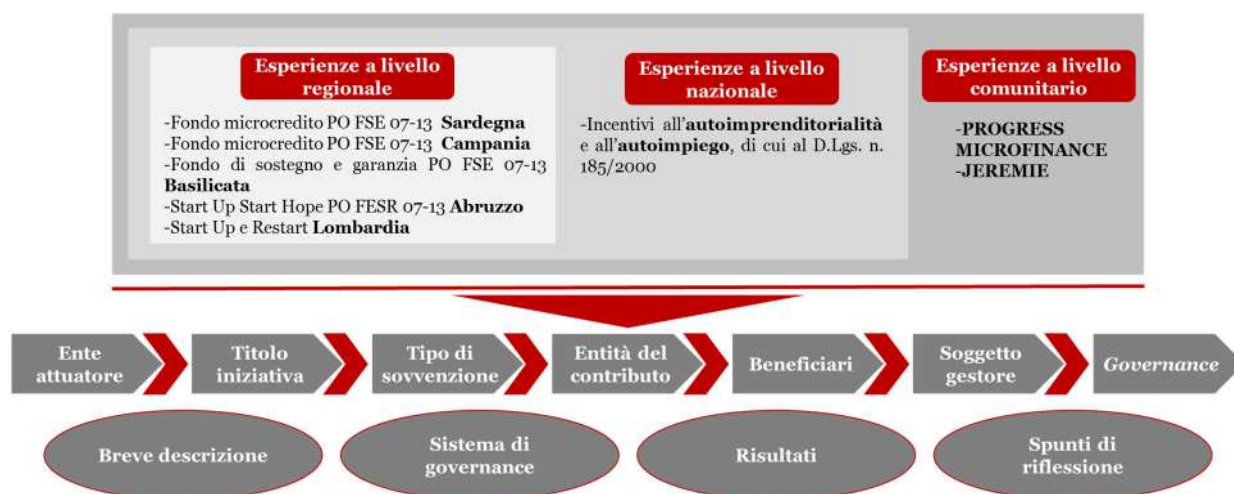 Esperienze a livello
regionale
-Fondo microcredito PO FSE 07-13 Sardegna
-Fondo microcredito PO FSE 07-13 Campania
-Fondo di sostegno e garanzia PO FSE 07-13
Basilicata
-Start Up Start Hope PO FESR 07-13 Abruzzo
-Start Up e Restart Lombardia
Esperienze a livello
nazionale
-Incentivi all'autoimprenditorialità
e all'autoimpiego, di cui al D.Lgs. n.
185/2000
Esperienze a livello
comunitario
-PROGRESS
MICROFINANCE
-JEREMIE
Ente
attuatore
Titolo
iniziativa
Tipo di
sovvenzione
Entità del
contributo
Beneficiari
Soggetto
gestore
Governance
Breve descrizione
Sistema di
governance
Risultati
Spunti di
riflessione